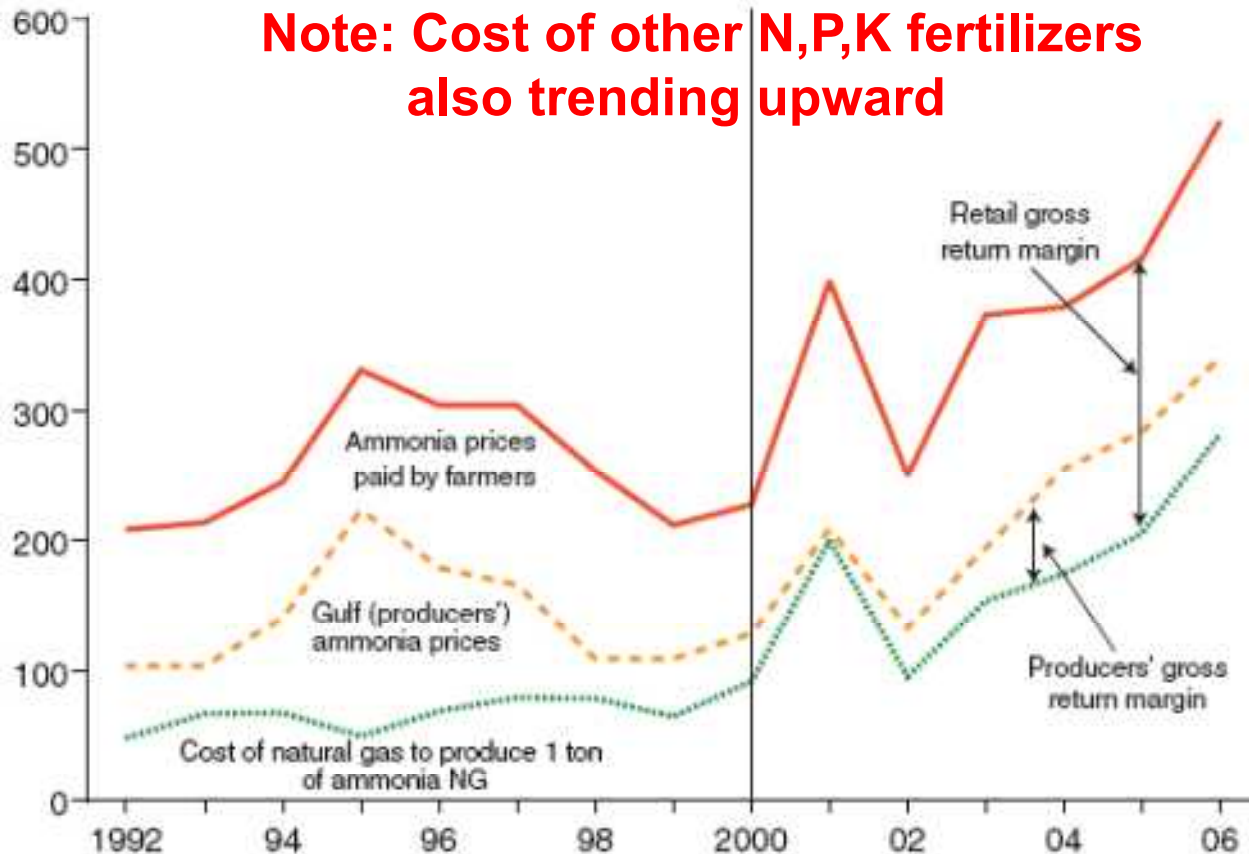 Note: Cost of other N,P,K fertilizers
also trending upward
600
500
400
300
200
100
0
Retail gross
return margin
Ammonia prices
paid by farmers
Gulf (producers')
ammonia prices
Producers' gross
return margin
Cost of natural gas to produce 1 ton
of ammonia NG
1992 94 96 98 2000 02 04 06